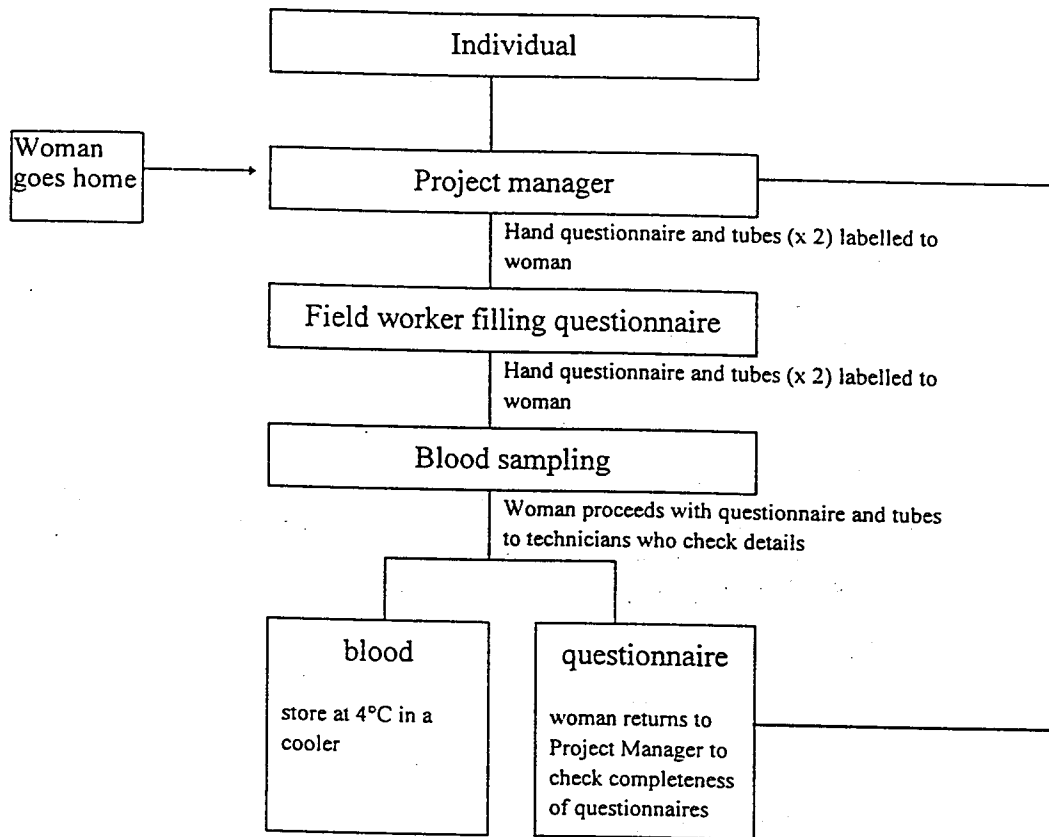 Individual
Woman
goes home
Project manager
Hand questionnaire and tubes (x 2) labelled to
woman
Field worker filling questionnaire
Hand questionnaire and tubes (x 2) labelled to
woman
Blood sampling
Woman proceeds with questionnaire and tubes
to technicians who check details
blood
store at 4°C in a
cooler
questionnaire
woman returns to
Project Manager to
check completeness
of questionnaires